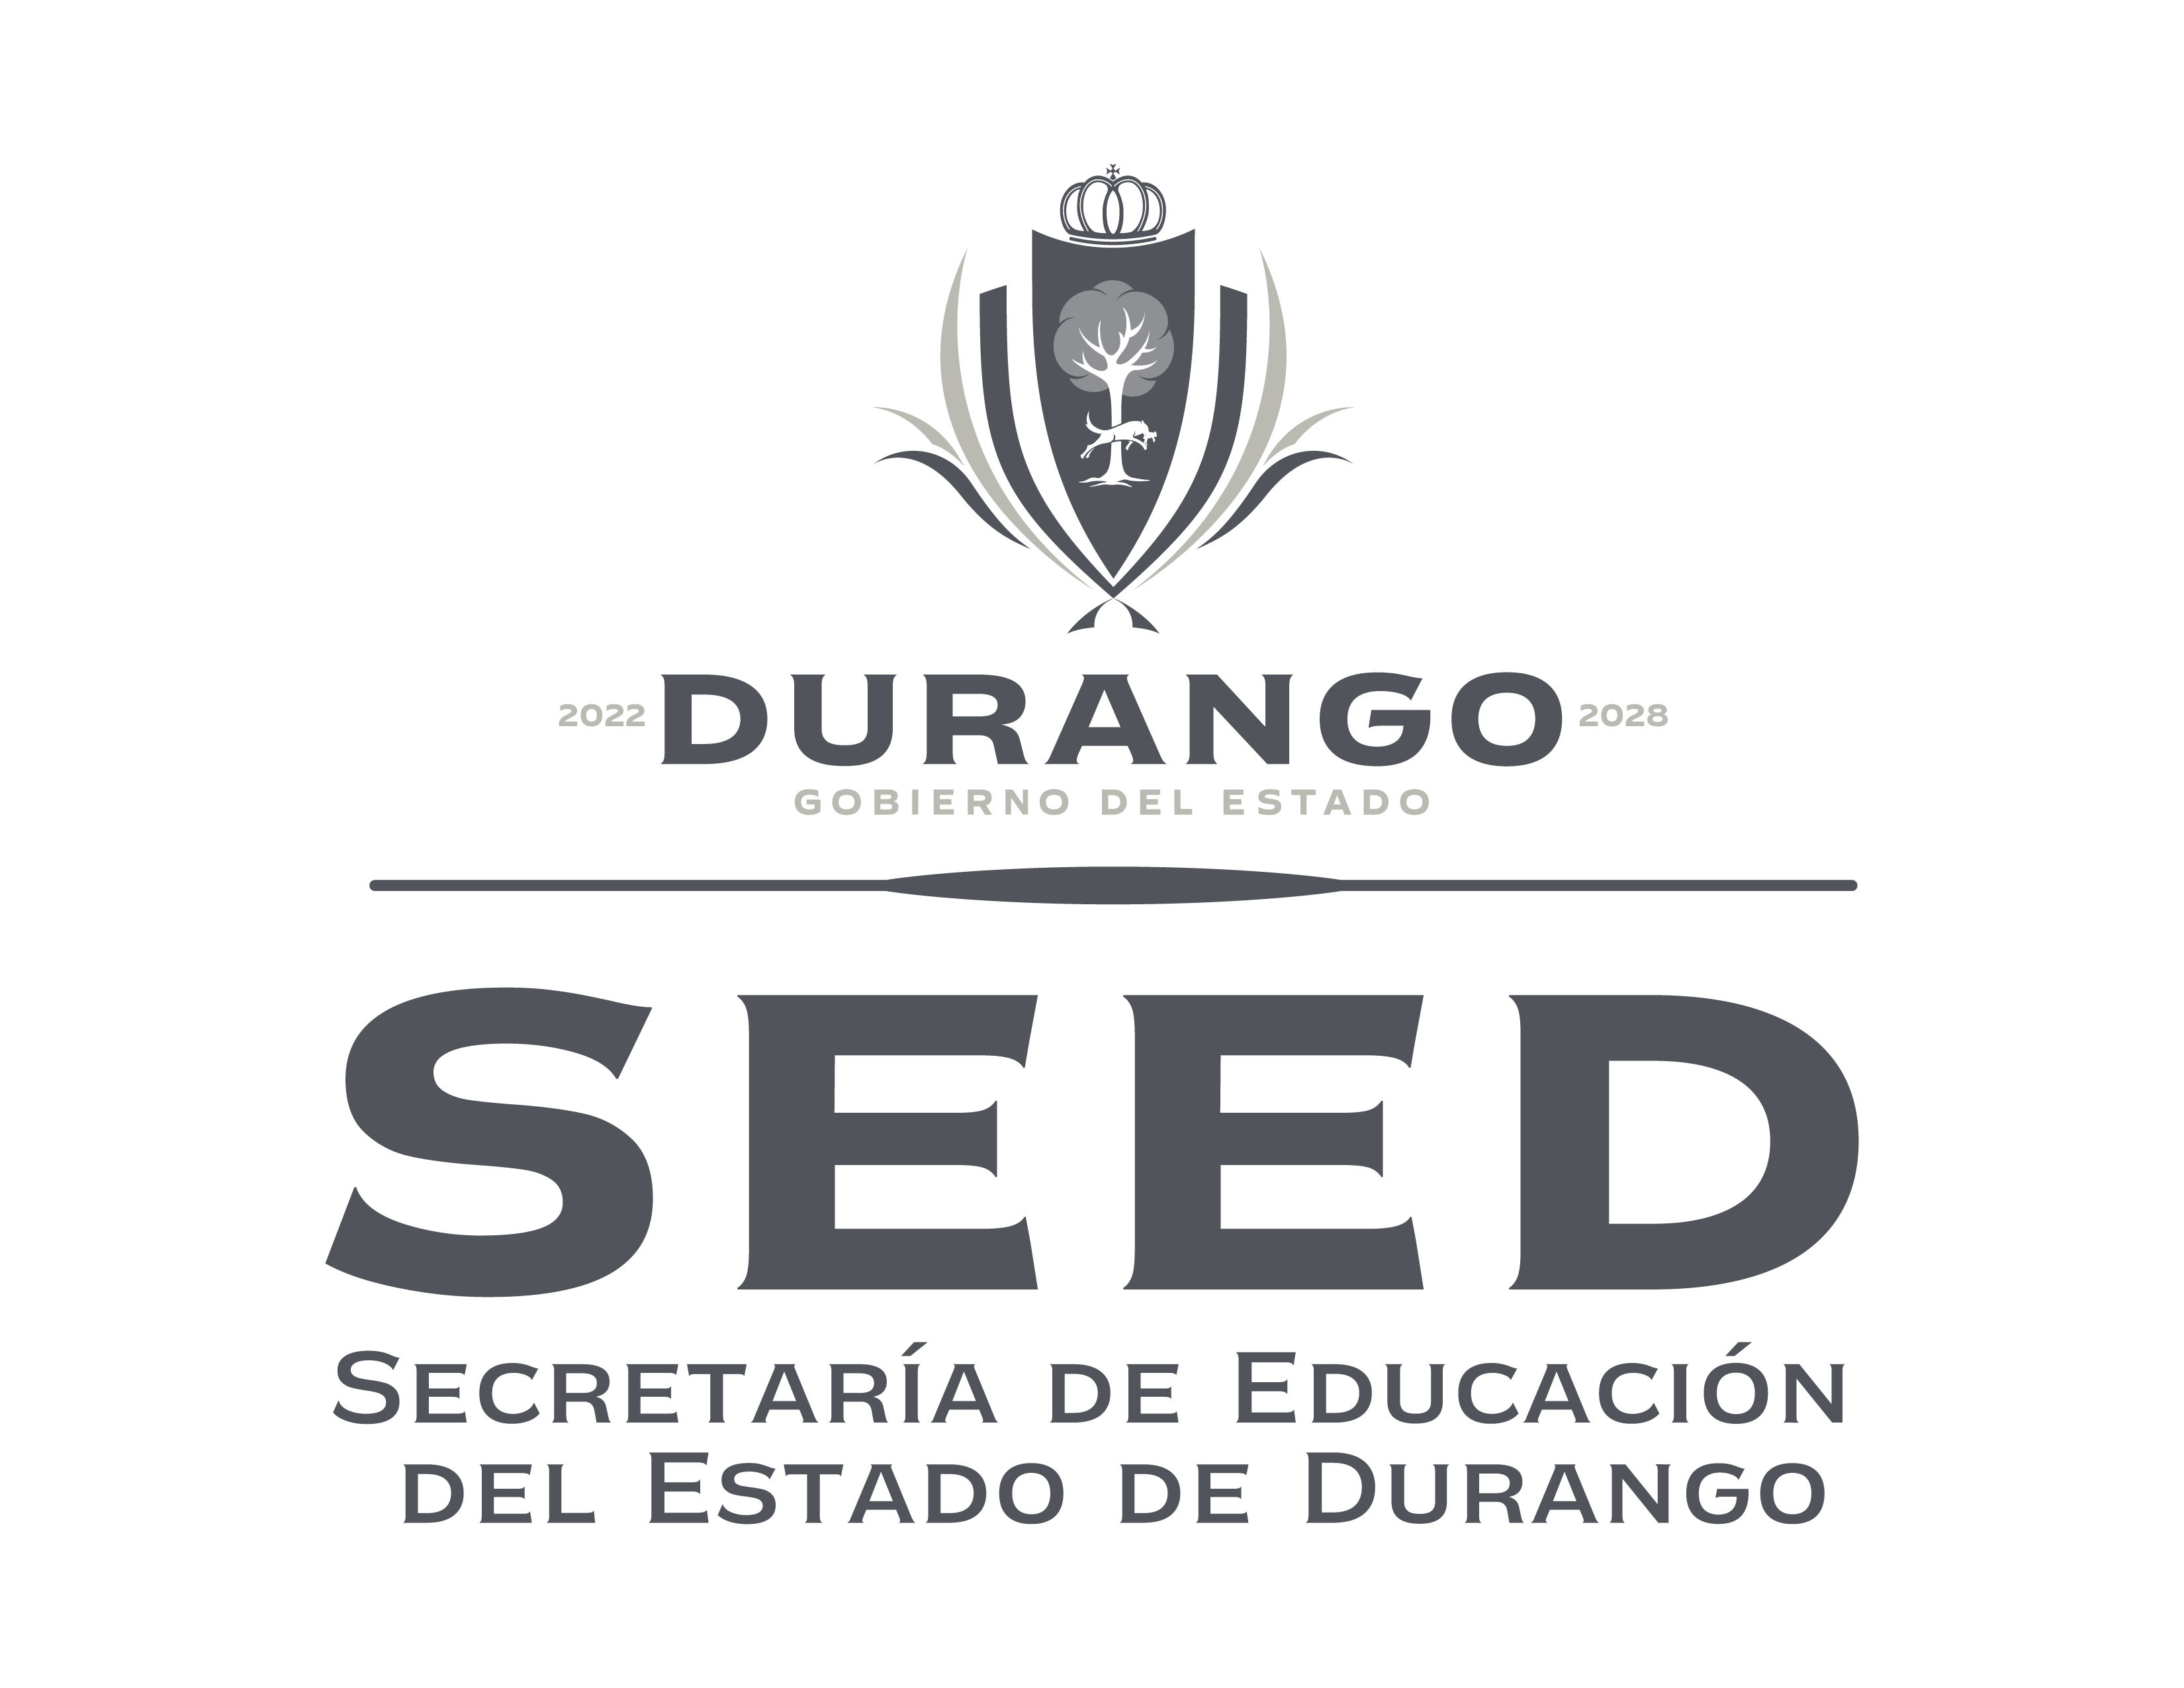 2022 DURANGO 2028
GOBIERNO DEL ESTADO
SEED
SECRETARÍA DE EDUCACIÓN
DEL ESTADO DE DURANGO